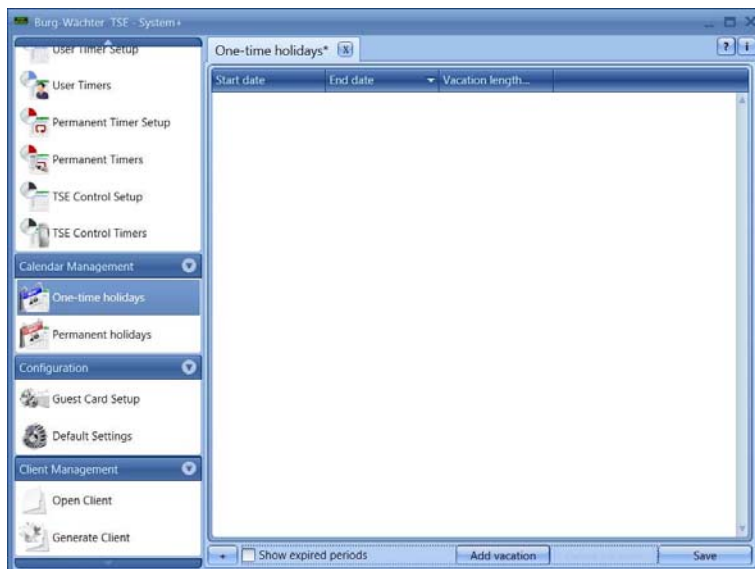 Burg-Wächter TSE - System+
User Timer Setup
User Timers
Permanent Timer Setup
Permanent Timers
TSE Control Setup
TSE Control Timers
Calendar Management
One-time holidays
Permanent holidays
Configuration
Guest Card Setup
Default Settings
Client Management
Open Client
Generate Client
One-time holidays*
? i
Start date End date Vacation length...
+ Show expired periods Add vacation Save